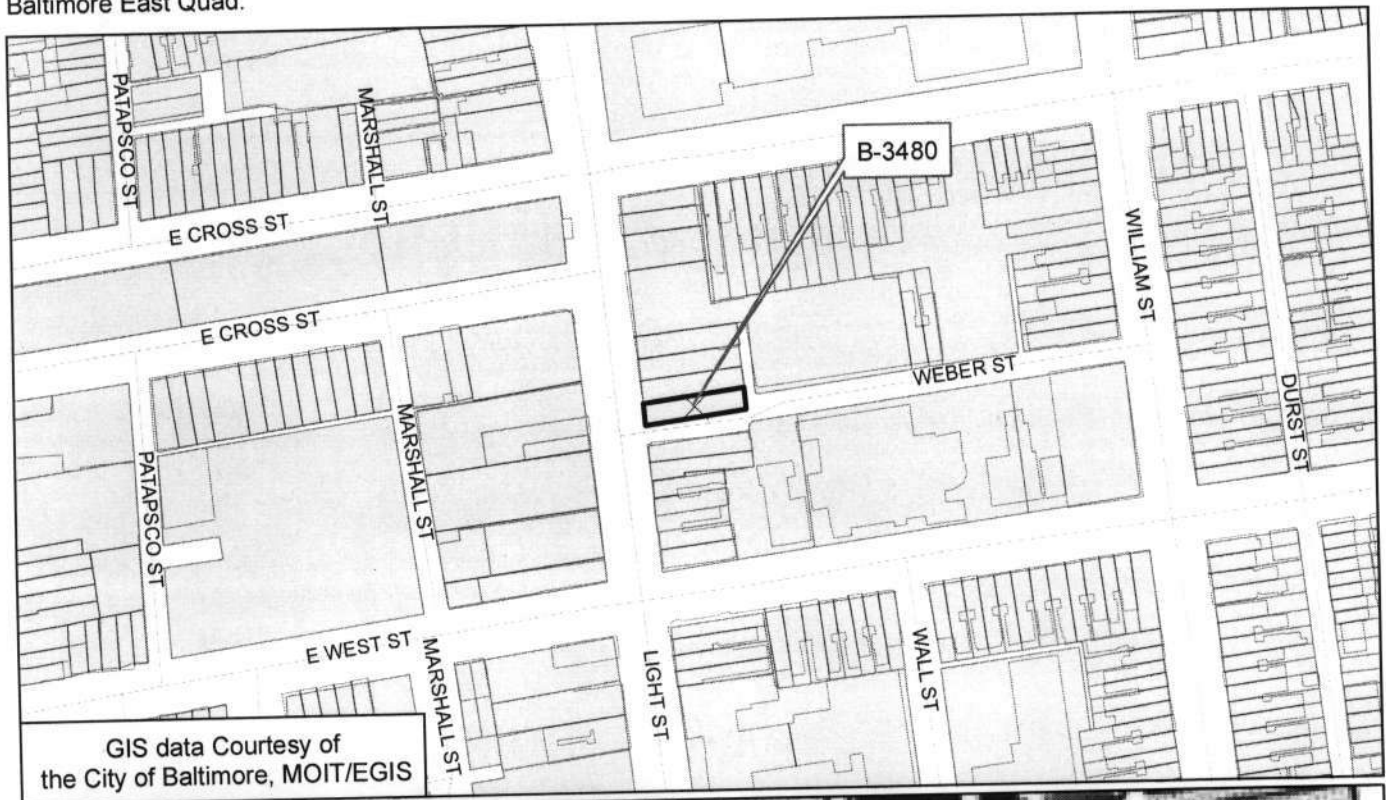 Baltimore East Quad.
PATAPSCO ST
MARSHALL ST
B-3480
E CROSS ST
WILLIAM ST
E CROSS ST
WEBER ST
DURST ST
MARSHALL ST
PATAPSCO ST
E WEST ST
MARSHALL ST
LIGHT ST
WALL ST
GIS data Courtesy of
the City of Baltimore, MOIT/EGIS